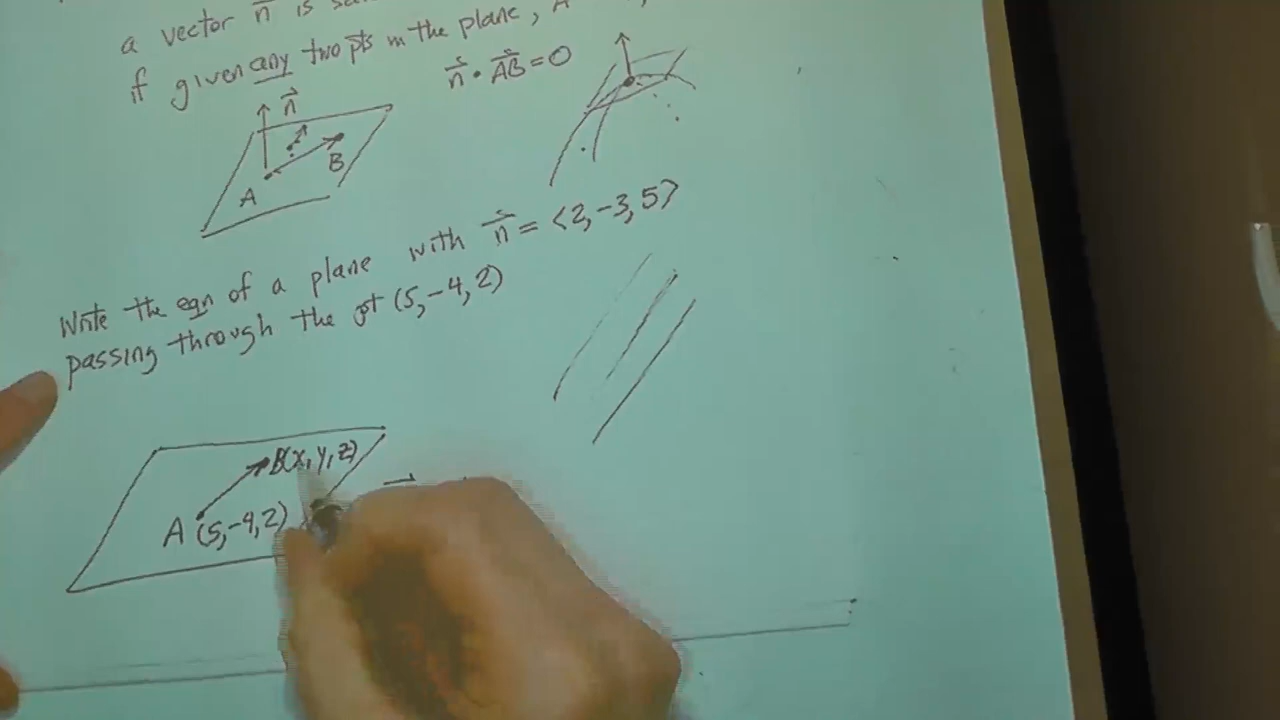 a vector n⃗ is
if given any two pts in the plane, A
n⃗ · AB⃗ = 0
n⃗
B
A
Write the eqn of a plane with n⃗ = ⟨2,-3,5⟩
passing through the pt (5,-4,2)
B(x,y,z)
A (5,-4,2)